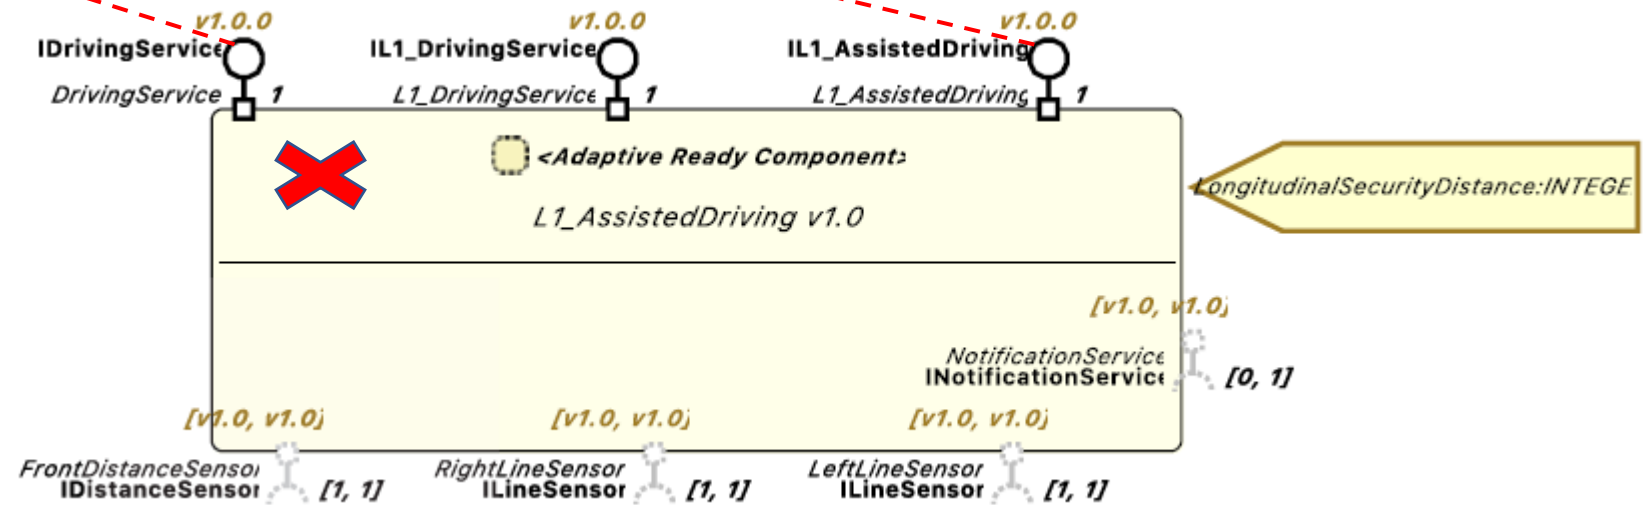 v1.0.0 v1.0.0 v1.0.0
IDrivingService IL1_DrivingService IL1_AssistedDriving
DrivingService 1 L1_DrivingService 1 L1_AssistedDriving 1
<Adaptive Ready Component>
LongitudinalSecurityDistance:INTEGE
L1_AssistedDriving v1.0
[v1.0, v1.0]
NotificationService
INotificationService [0, 1]
[v1.0, v1.0] [v1.0, v1.0] [v1.0, v1.0]
FrontDistanceSensor RightLineSensor LeftLineSensor
IDistanceSensor [1, 1] ILineSensor [1, 1] ILineSensor [1, 1]